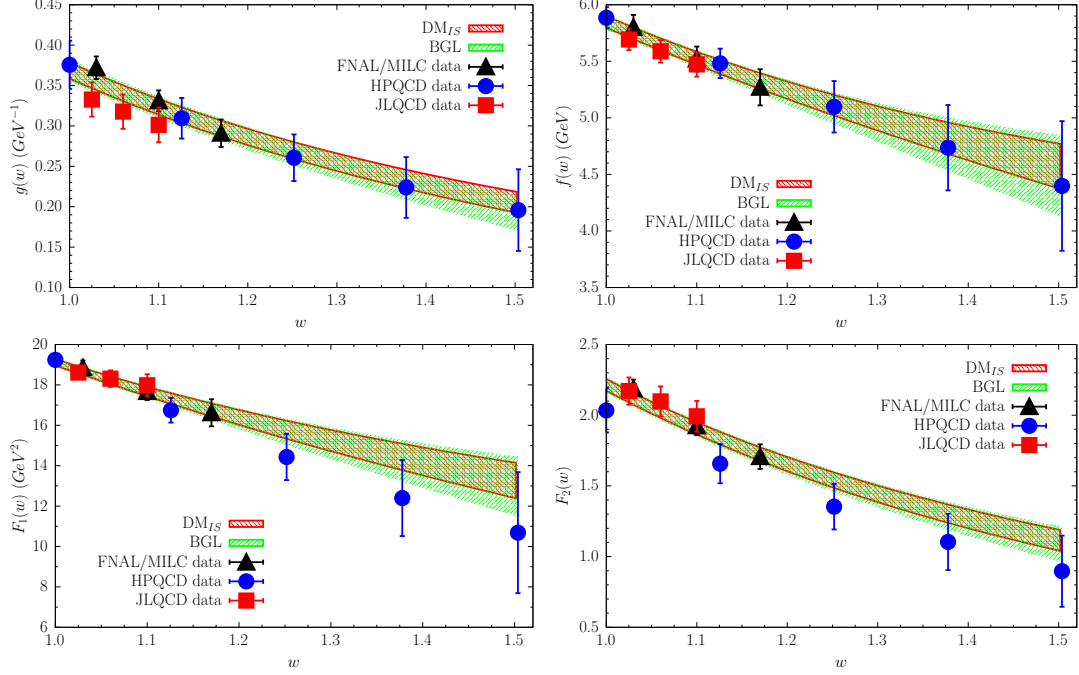 0.45
0.40
0.35
0.30
0.25
0.20
0.15
0.10
g(w) (GeV⁻¹)
1.0 1.1 1.2 1.3 1.4 1.5
w
DM_IS
BGL
FNAL/MILC data
HPQCD data
JLQCD data
6.0
5.5
5.0
4.5
4.0
3.5
f(w) (GeV)
1.0 1.1 1.2 1.3 1.4 1.5
w
DM_IS
BGL
FNAL/MILC data
HPQCD data
JLQCD data
20
18
16
14
12
10
8
6
F₁(w) (GeV²)
1.0 1.1 1.2 1.3 1.4 1.5
w
DM_IS
BGL
FNAL/MILC data
HPQCD data
JLQCD data
2.5
2.0
1.5
1.0
0.5
F₂(w)
1.0 1.1 1.2 1.3 1.4 1.5
w
DM_IS
BGL
FNAL/MILC data
HPQCD data
JLQCD data